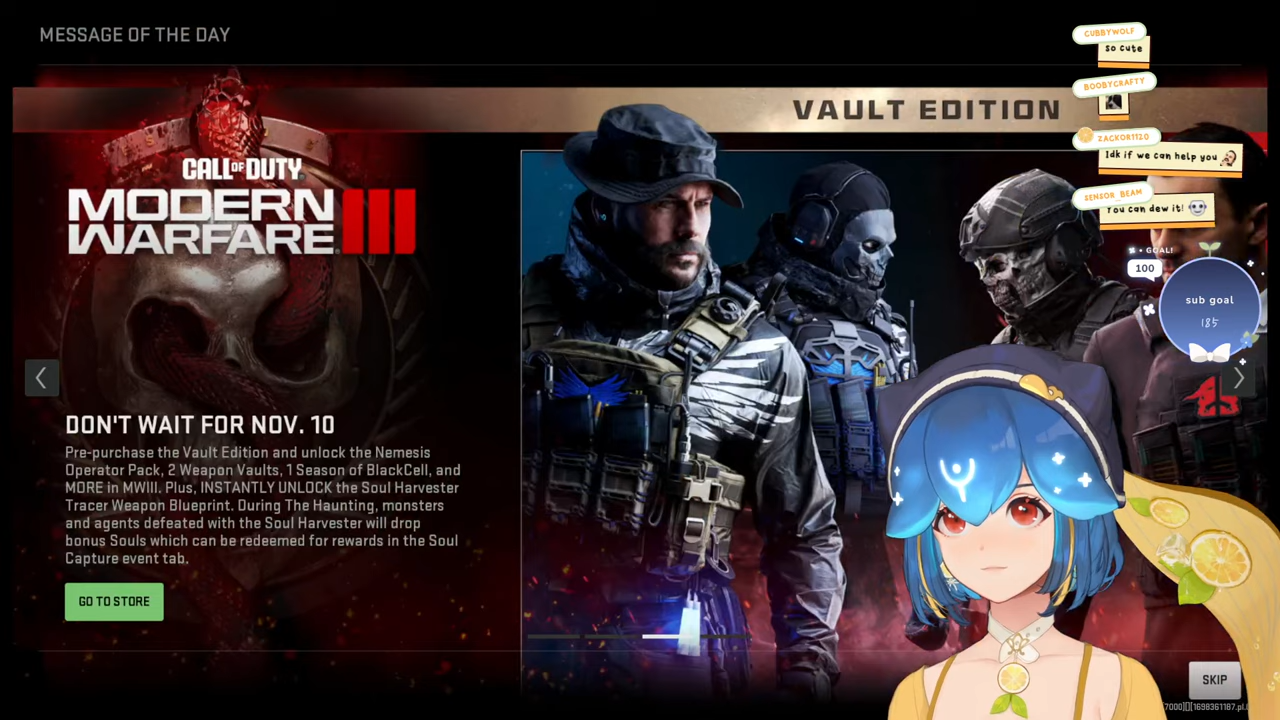 MESSAGE OF THE DAY
VAULT EDITION
CALL OF DUTY
MODERN
WARFARE III
DON'T WAIT FOR NOV. 10
Pre-purchase the Vault Edition and unlock the Nemesis
Operator Pack, 2 Weapon Vaults, 1 Season of BlackCell, and
MORE in MWIII. Plus, INSTANTLY UNLOCK the Soul Harvester
Tracer Weapon Blueprint. During The Haunting, monsters
and agents defeated with the Soul Harvester will drop
bonus Souls which can be redeemed for rewards in the Soul
Capture event tab.
GO TO STORE
CUBBYWOLF
so cute
BOOBYCRAFTY
ZACKOR1120
Idk if we can help you
SENSOR_BEAM
You can dew it!
GOAL!
100
sub goal
185
SKIP